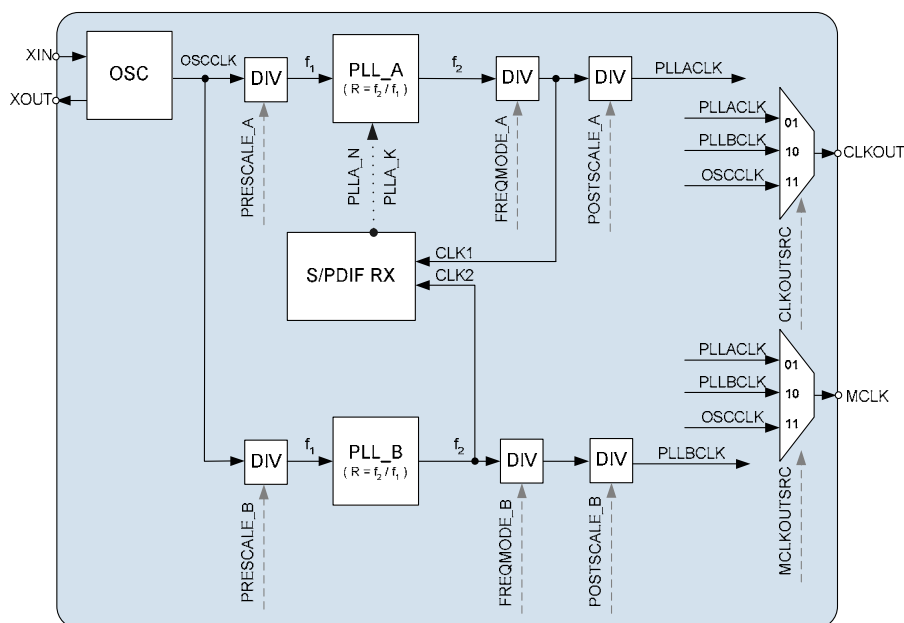 XIN
XOUT
OSC
OSCCLK
DIV
PRESCALE_A
f1
PLL_A
( R = f2 / f1 )
f2
DIV
FREQMODE_A
DIV
POSTSCALE_A
PLLACLK
PLLA_N
PLLA_K
S/PDIF RX
CLK1
CLK2
PLLACLK
PLLBCLK
OSCCLK
01
10
11
CLKOUT
CLKOUTSRC
PLLACLK
PLLBCLK
OSCCLK
01
10
11
MCLK
MCLKOUTSRC
DIV
PRESCALE_B
f1
PLL_B
( R = f2 / f1 )
f2
DIV
FREQMODE_B
DIV
POSTSCALE_B
PLLBCLK